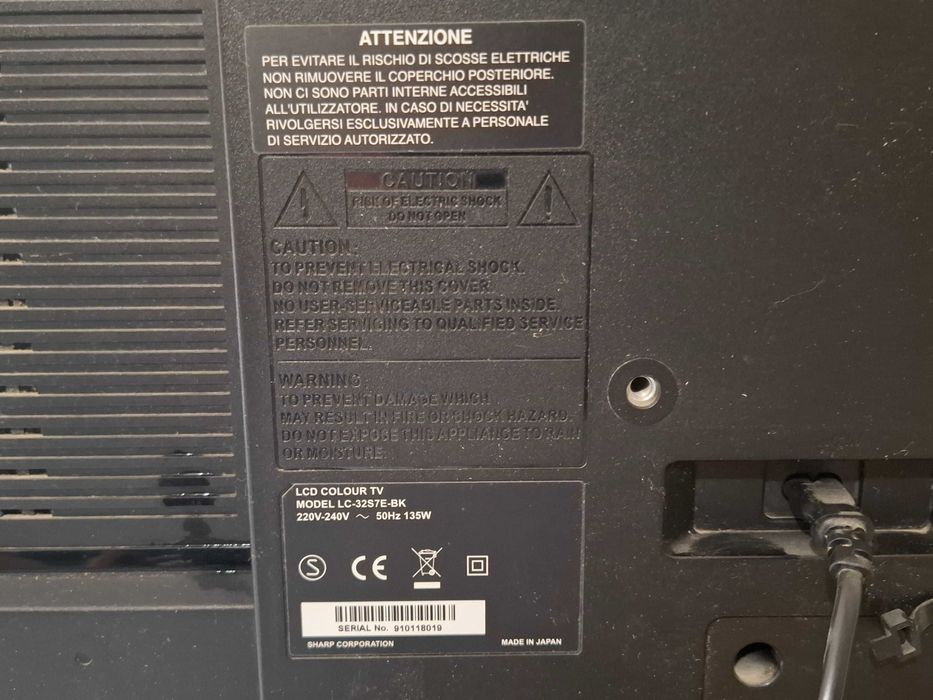 ATTENZIONE
PER EVITARE IL RISCHIO DI SCOSSE ELETTRICHE
NON RIMUOVERE IL COPERCHIO POSTERIORE.
NON CI SONO PARTI INTERNE ACCESSIBILI
ALL'UTILIZZATORE. IN CASO DI NECESSITA'
RIVOLGERSI ESCLUSIVAMENTE A PERSONALE
DI SERVIZIO AUTORIZZATO.
CAUTION
RISK OF ELECTRIC SHOCK
DO NOT OPEN
CAUTION:
TO PREVENT ELECTRICAL SHOCK.
DO NOT REMOVE THIS COVER.
NO USER-SERVICEABLE PARTS INSIDE.
REFER SERVICING TO QUALIFIED SERVICE
PERSONNEL.
WARNING:
TO PREVENT DAMAGE WHICH
MAY RESULT IN FIRE OR SHOCK HAZARD.
DO NOT EXPOSE THIS APPLIANCE TO RAIN
OR MOISTURE.
LCD COLOUR TV
MODEL LC-32S7E-BK
220V-240V ～ 50Hz 135W
S CE
SERIAL No. 910118019
SHARP CORPORATION MADE IN JAPAN